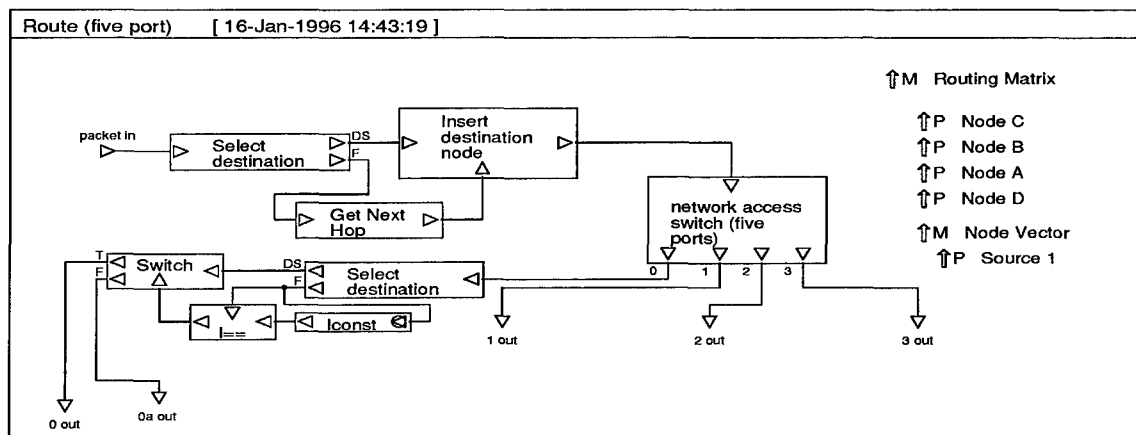 Route (five port) [ 16-Jan-1996 14:43:19 ]
M Routing Matrix
packet in
Select
destination
DS
F
Insert
destination
node
P Node C
P Node B
P Node A
P Node D
Get Next
Hop
network access
switch (five
ports)
0 1 2 3
M Node Vector
P Source 1
T
F
Switch
DS
F
Select
destination
I==
Iconst
1 out
2 out
3 out
0 out
0a out